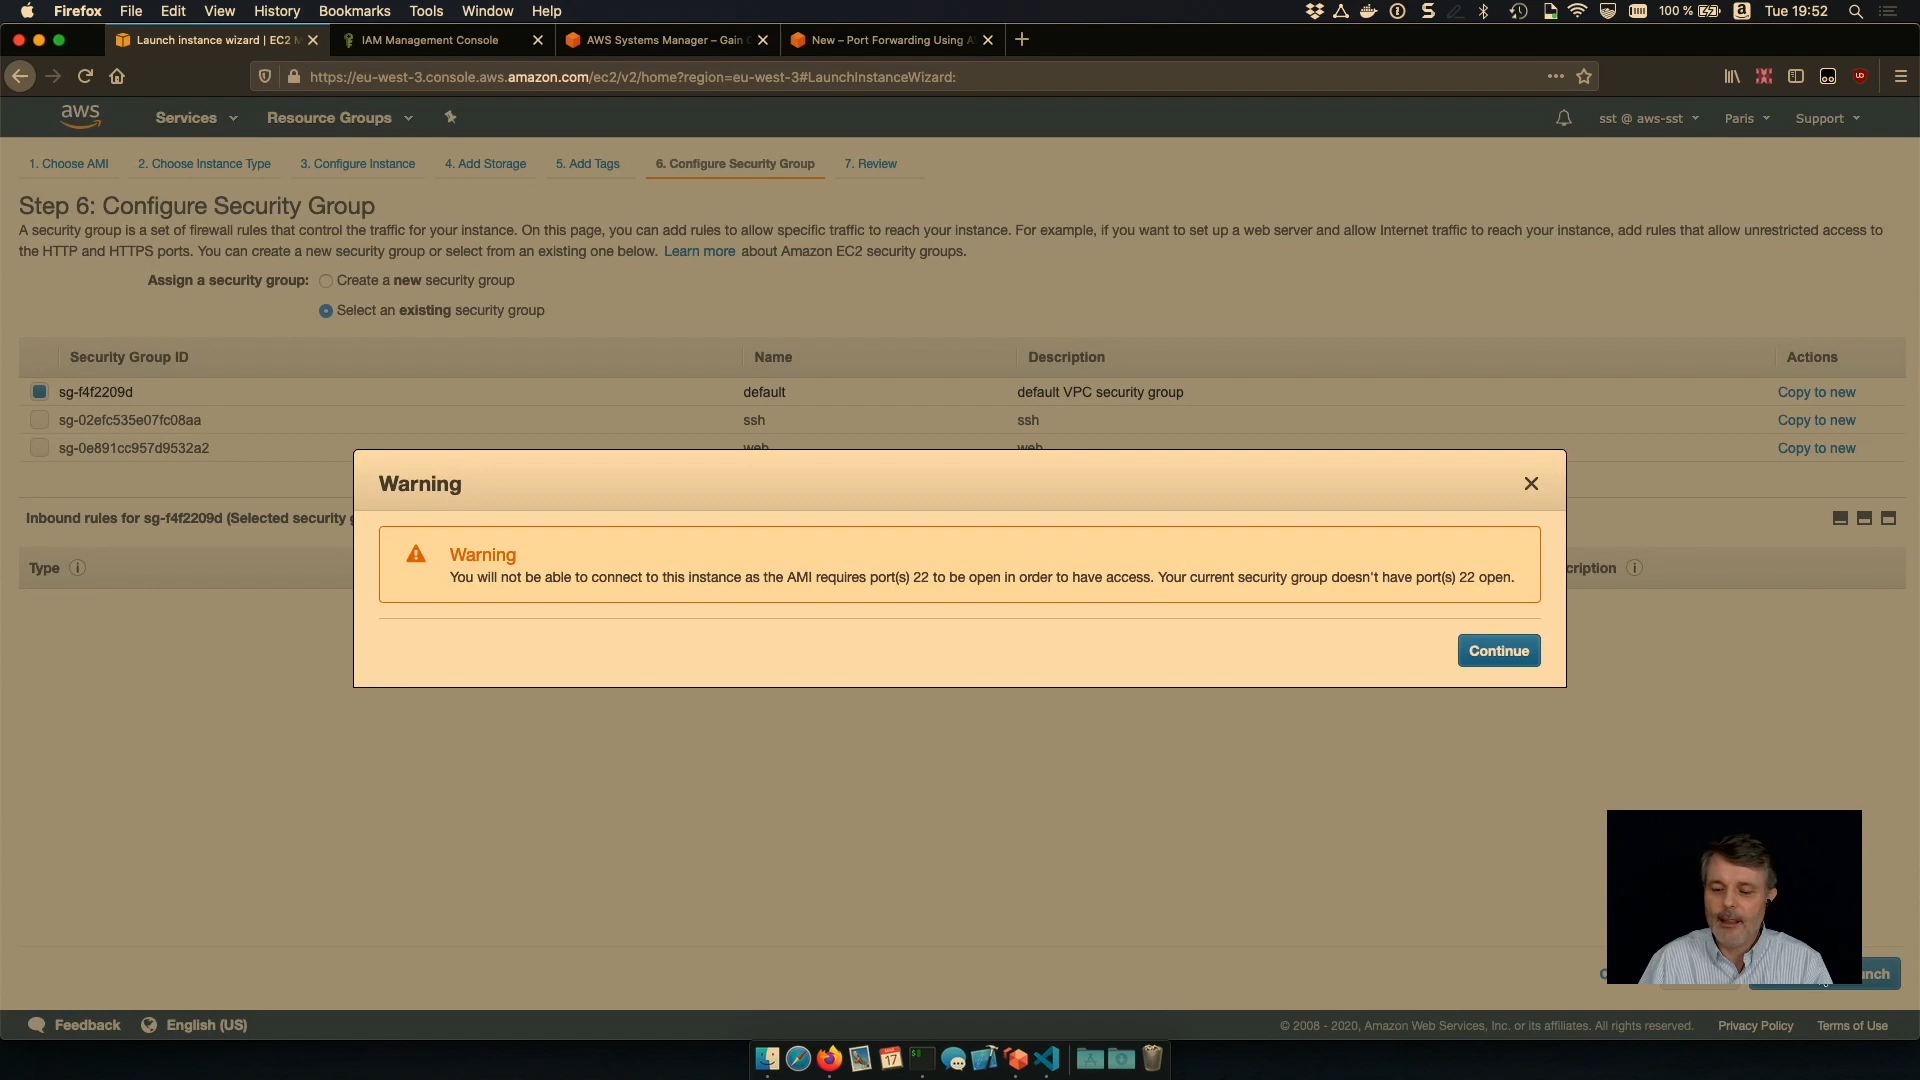 Firefox File Edit View History Bookmarks Tools Window Help
100 % Tue 19:52
Launch instance wizard | EC2 M
IAM Management Console
AWS Systems Manager – Gain
New – Port Forwarding Using A
https://eu-west-3.console.aws.amazon.com/ec2/v2/home?region=eu-west-3#LaunchInstanceWizard:
aws Services Resource Groups sst @ aws-sst Paris Support
1. Choose AMI 2. Choose Instance Type 3. Configure Instance 4. Add Storage 5. Add Tags 6. Configure Security Group 7. Review
Step 6: Configure Security Group
A security group is a set of firewall rules that control the traffic for your instance. On this page, you can add rules to allow specific traffic to reach your instance. For example, if you want to set up a web server and allow Internet traffic to reach your instance, add rules that allow unrestricted access to
the HTTP and HTTPS ports. You can create a new security group or select from an existing one below. Learn more about Amazon EC2 security groups.
Assign a security group: Create a new security group
Select an existing security group
Security Group ID Name Description Actions
sg-f4f2209d default default VPC security group Copy to new
sg-02efc535e07fc08aa ssh ssh Copy to new
sg-0e891cc957d9532a2 web web Copy to new
Inbound rules for sg-f4f2209d (Selected security
Type
cription
Warning
Warning
You will not be able to connect to this instance as the AMI requires port(s) 22 to be open in order to have access. Your current security group doesn't have port(s) 22 open.
Continue
unch
Feedback English (US) © 2008 - 2020, Amazon Web Services, Inc. or its affiliates. All rights reserved. Privacy Policy Terms of Use
17